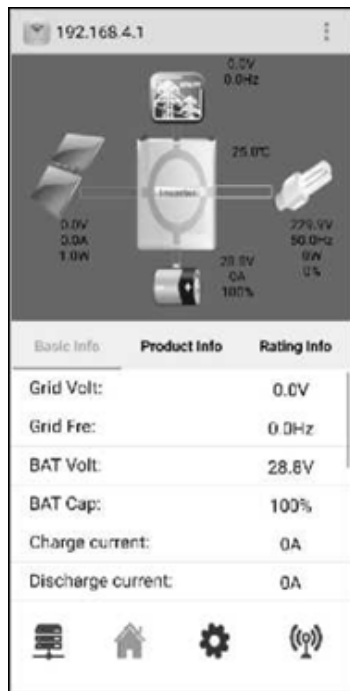 192.168.4.1
0.0V
0.0Hz
25.0℃
Inverter
0.0V
0.0A
1.0W
229.9V
50.0Hz
0W
0%
28.8V
0A
100%
Basic Info
Product Info
Rating Info
Grid Volt:
0.0V
Grid Fre:
0.0Hz
BAT Volt:
28.8V
BAT Cap:
100%
Charge current:
0A
Discharge current:
0A